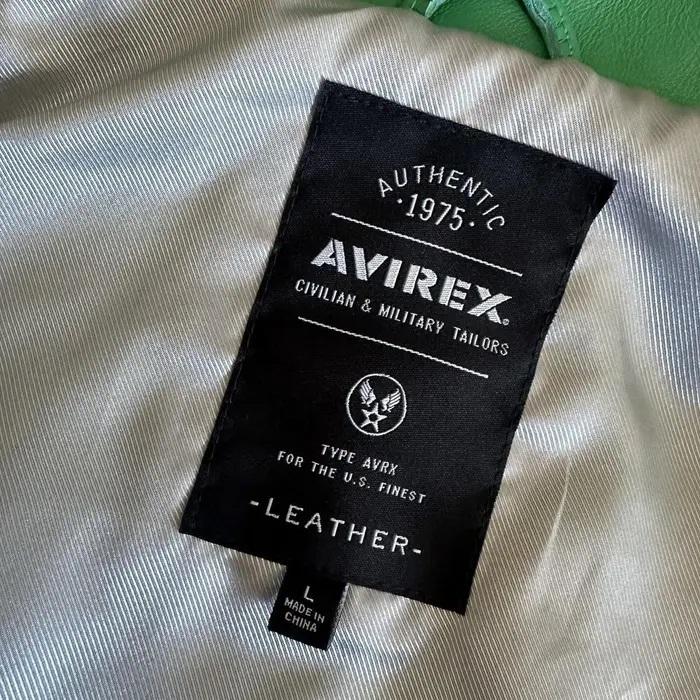 AUTHENTIC
·1975·
AVIREX®
CIVILIAN & MILITARY TAILORS
TYPE AVRX
FOR THE U.S. FINEST
-LEATHER-
L
MADE IN
CHINA